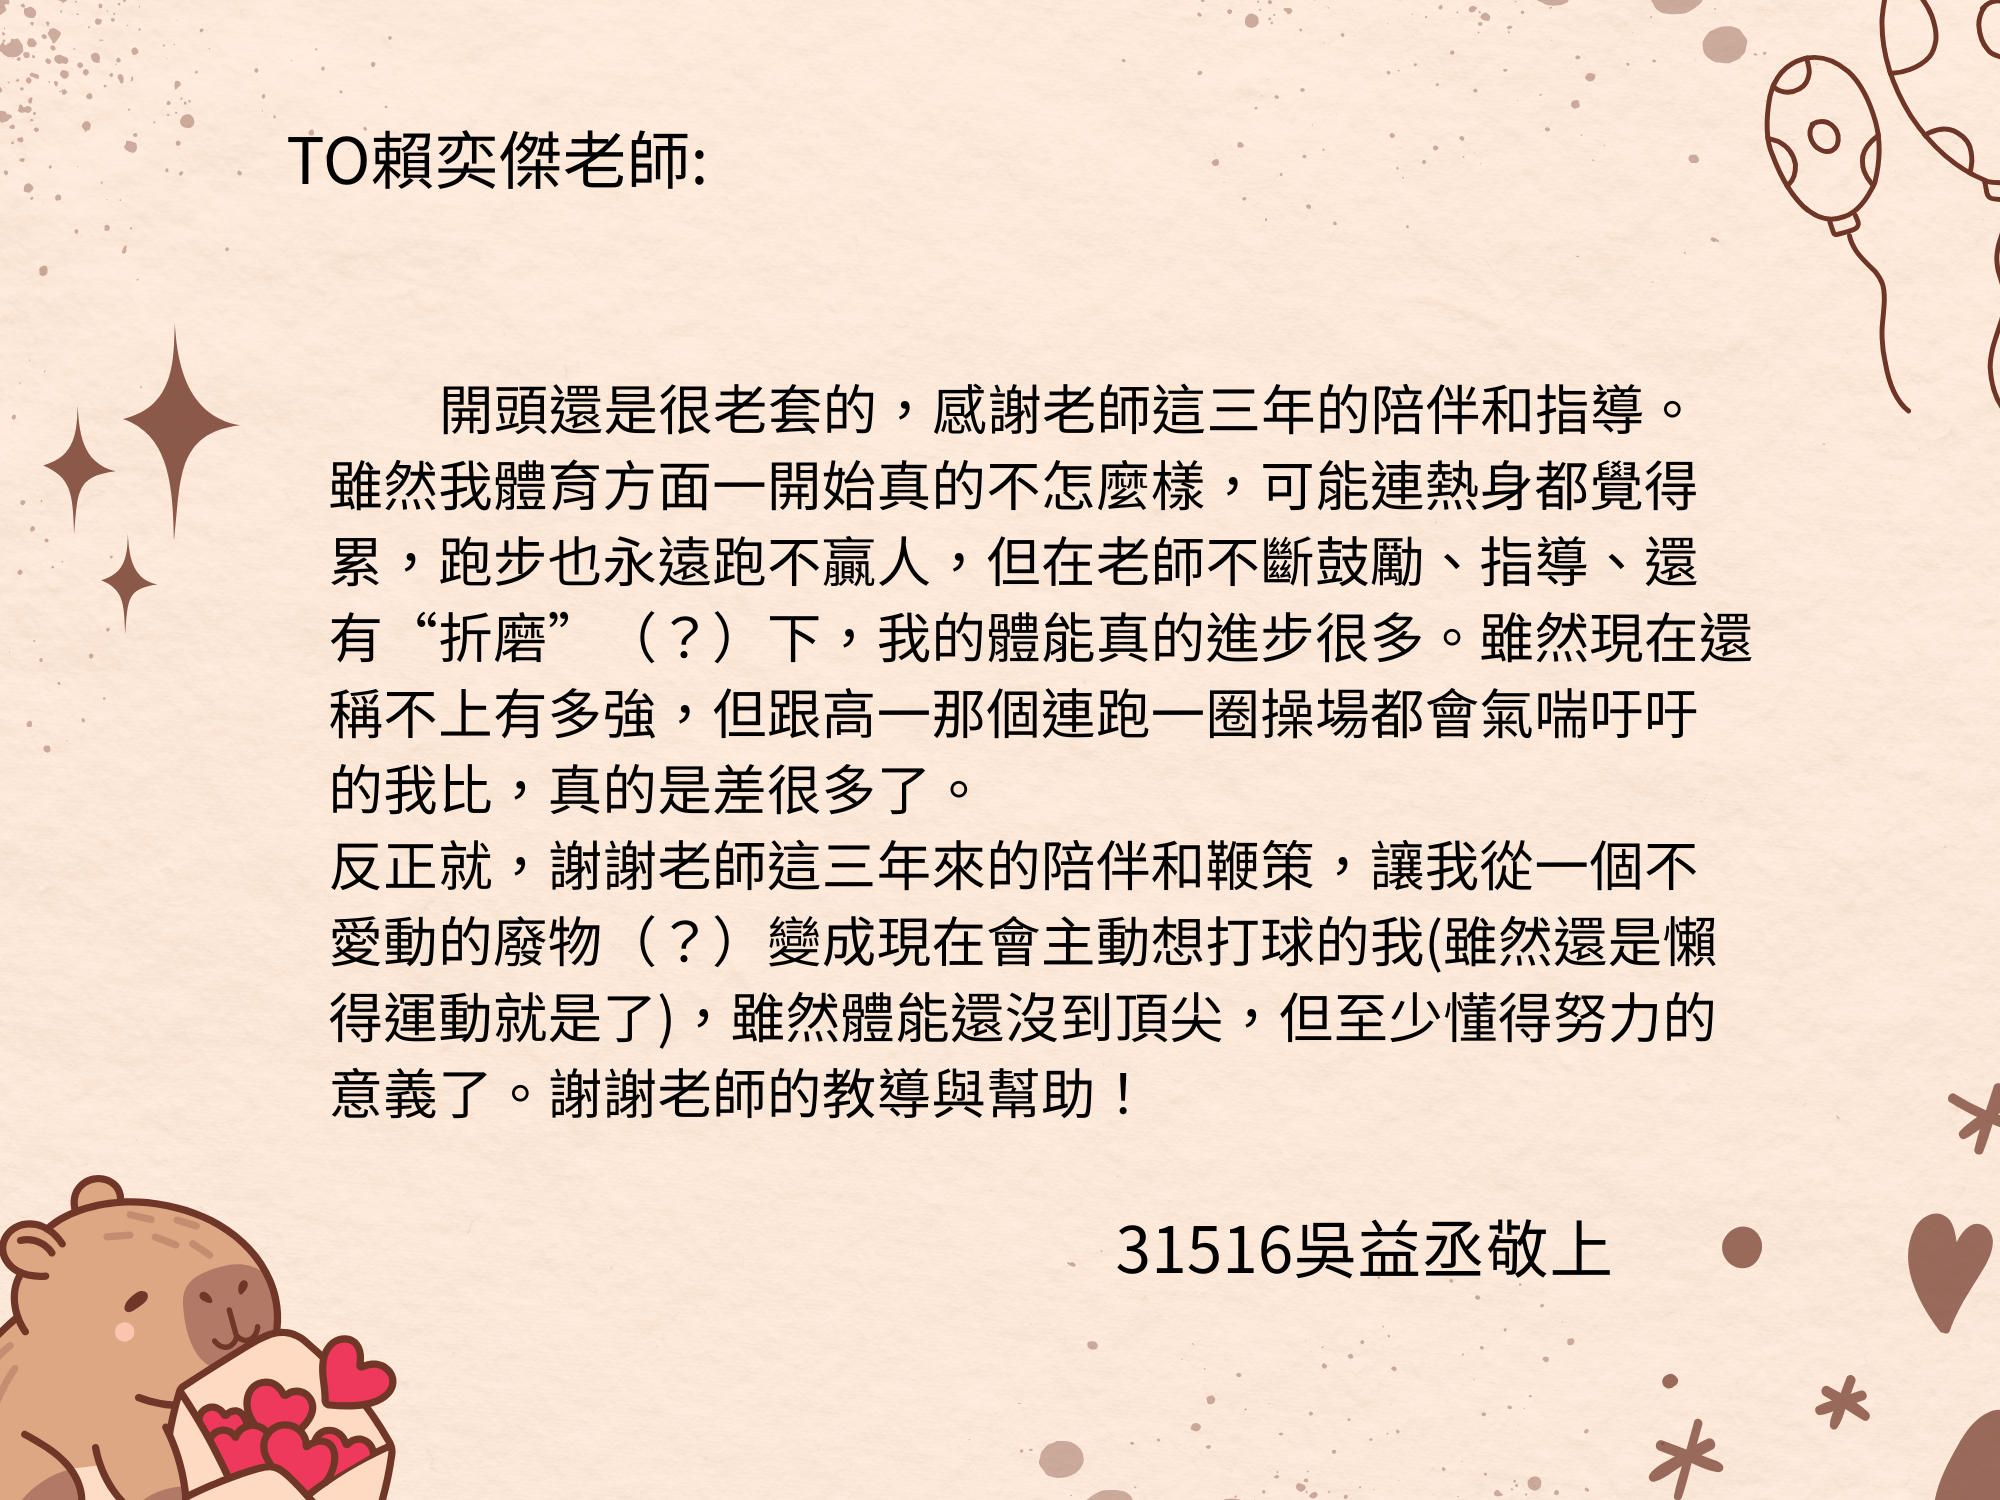 TO賴奕傑老師:
開頭還是很老套的，感謝老師這三年的陪伴和指導。
雖然我體育方面一開始真的不怎麼樣，可能連熱身都覺得
累，跑步也永遠跑不贏人，但在老師不斷鼓勵、指導、還
有“折磨”（？）下，我的體能真的進步很多。雖然現在還
稱不上有多強，但跟高一那個連跑一圈操場都會氣喘吁吁
的我比，真的是差很多了。
反正就，謝謝老師這三年來的陪伴和鞭策，讓我從一個不
愛動的廢物（？）變成現在會主動想打球的我(雖然還是懶
得運動就是了)，雖然體能還沒到頂尖，但至少懂得努力的
意義了。謝謝老師的教導與幫助！
31516吳益丞敬上